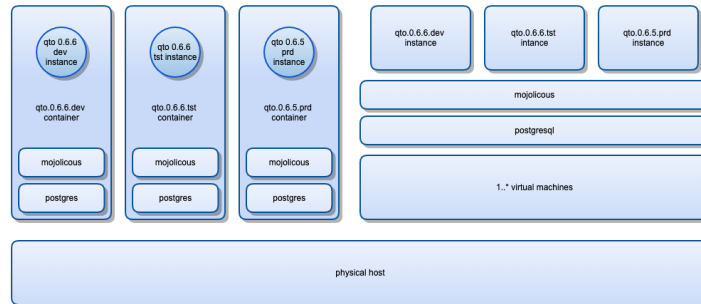 qto 0.6.6
dev
instance
qto.0.6.6.dev
container
mojolicous
postgres
qto 0.6.6
tst instance
qto.0.6.6.tst
container
mojolicous
postgres
qto 0.6.5
prd
instance
qto.0.6.5.prd
container
mojolicous
postgres
qto.0.6.6.dev
instance
qto.0.6.6.tst
intance
qto.0.6.5.prd
instance
mojolicous
postgresql
1..* virtual machines
physical host